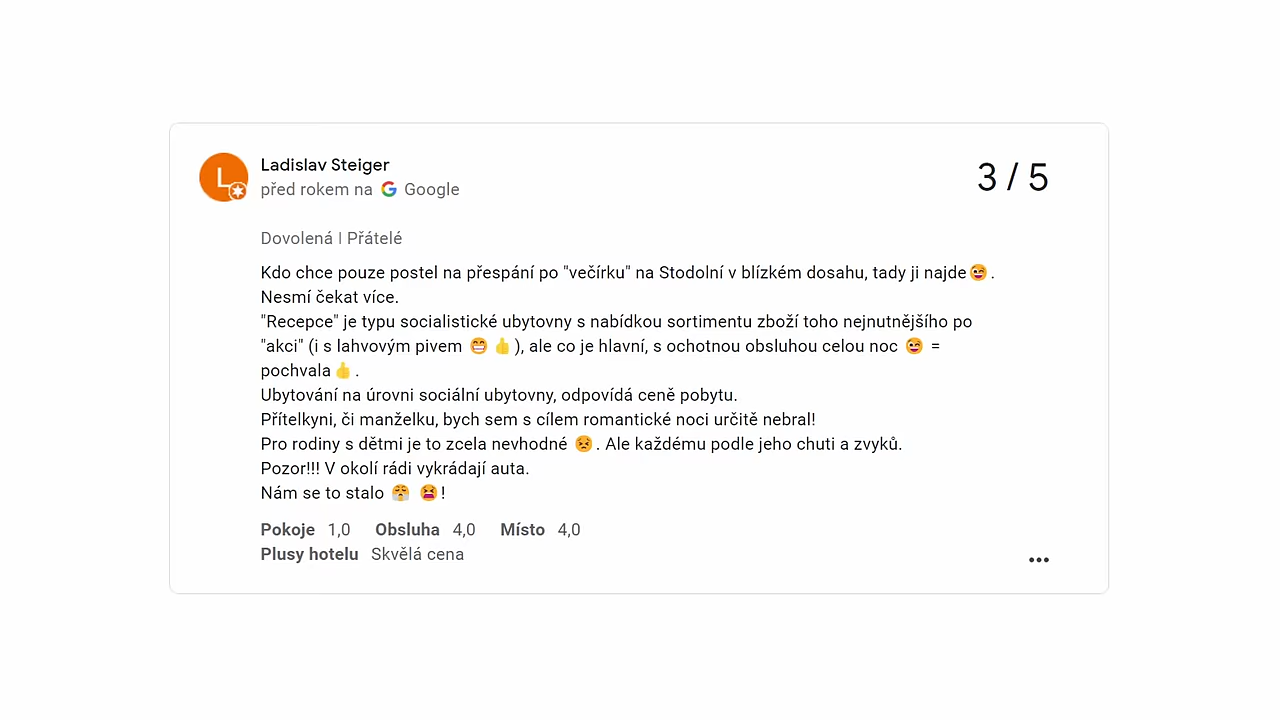 L
Ladislav Steiger
před rokem na G Google
3 / 5
Dovolená | Přátelé
Kdo chce pouze postel na přespání po "večírku" na Stodolní v blízkém dosahu, tady ji najde😅.
Nesmí čekat více.
"Recepce" je typu socialistické ubytovny s nabídkou sortimentu zboží toho nejnutnějšího po
"akci" (i s lahvovým pivem 😁 👍), ale co je hlavní, s ochotnou obsluhou celou noc 😅 =
pochvala👍.
Ubytování na úrovni sociální ubytovny, odpovídá ceně pobytu.
Přítelkyni, či manželku, bych sem s cílem romantické noci určitě nebral!
Pro rodiny s dětmi je to zcela nevhodné 😣. Ale každému podle jeho chuti a zvyků.
Pozor!!! V okolí rádi vykrádají auta.
Nám se to stalo 😤 😫!
Pokoje 1,0 Obsluha 4,0 Místo 4,0
Plusy hotelu Skvělá cena